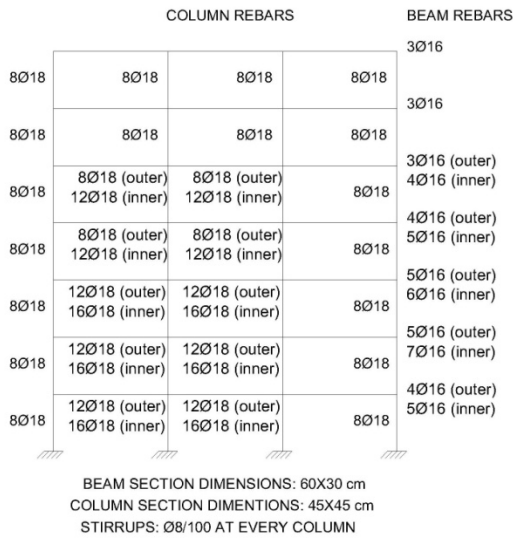 COLUMN REBARS
BEAM REBARS
3Ø16
8Ø18 8Ø18 8Ø18 8Ø18
3Ø16
8Ø18 8Ø18 8Ø18 8Ø18
3Ø16 (outer)
8Ø18 (outer) 8Ø18 (outer) 4Ø16 (inner)
8Ø18 12Ø18 (inner) 12Ø18 (inner) 8Ø18
4Ø16 (outer)
8Ø18 (outer) 8Ø18 (outer) 5Ø16 (inner)
8Ø18 12Ø18 (inner) 12Ø18 (inner) 8Ø18
5Ø16 (outer)
12Ø18 (outer) 12Ø18 (outer) 6Ø16 (inner)
8Ø18 16Ø18 (inner) 16Ø18 (inner) 8Ø18
5Ø16 (outer)
12Ø18 (outer) 12Ø18 (outer) 7Ø16 (inner)
8Ø18 16Ø18 (inner) 16Ø18 (inner) 8Ø18
4Ø16 (outer)
12Ø18 (outer) 12Ø18 (outer) 5Ø16 (inner)
8Ø18 16Ø18 (inner) 16Ø18 (inner) 8Ø18
BEAM SECTION DIMENSIONS: 60X30 cm
COLUMN SECTION DIMENTIONS: 45X45 cm
STIRRUPS: Ø8/100 AT EVERY COLUMN